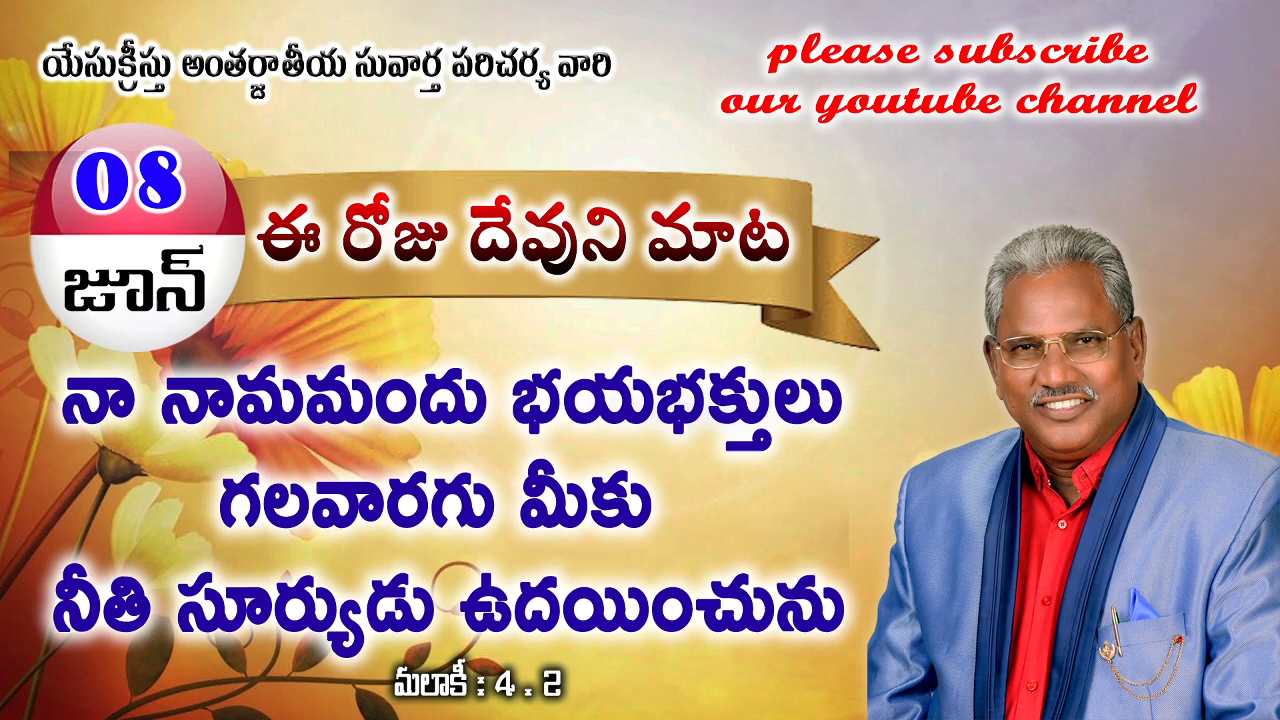 యేసుక్రీస్తు అంతర్జాతీయ సువార్త పరిచర్య వారి
please subscribe
our youtube channel
08
జూన్
ఈ రోజు దేవుని మాట
నా నామమందు భయభక్తులు
గలవారగు మీకు
నీతి సూర్యుడు ఉదయించును
మలాకీ : 4 . 2